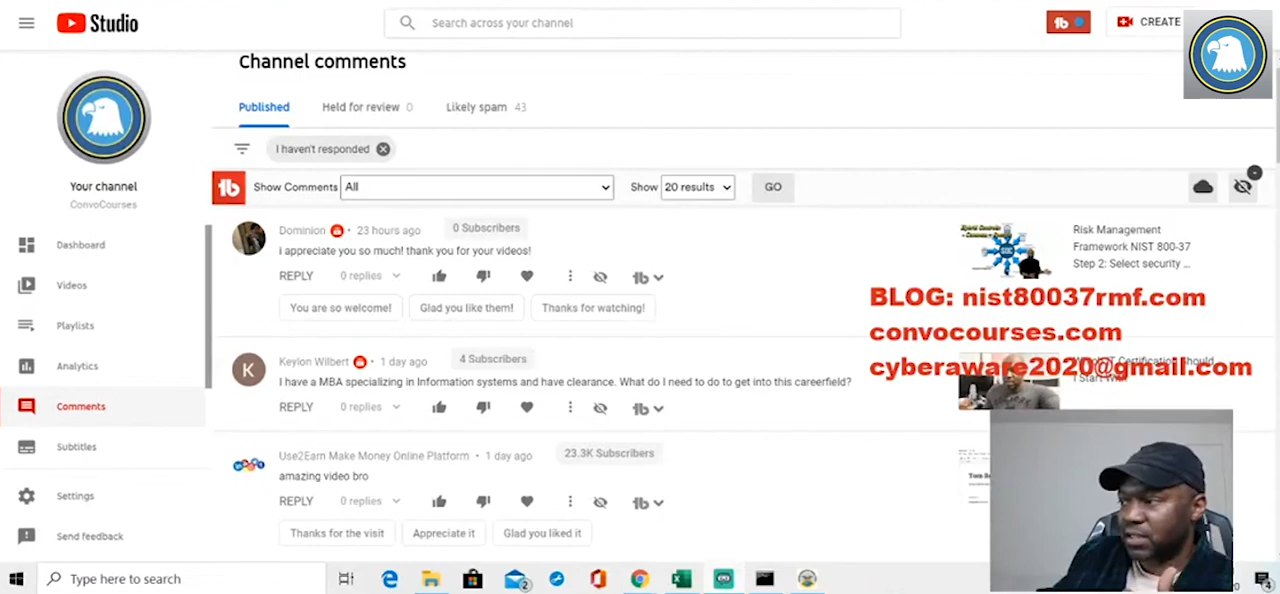 Studio
Search across your channel
CREATE
Channel comments
Published
Held for review 0
Likely spam 43
I haven't responded
Show Comments All
Show 20 results
GO
Your channel
ConvoCourses
Dashboard
Videos
Playlists
Analytics
Comments
Subtitles
Settings
Send feedback
Dominion • 23 hours ago
0 Subscribers
i appreciate you so much! thank you for your videos!
REPLY
0 replies
You are so welcome!
Glad you like them!
Thanks for watching!
Risk Management
Framework NIST 800-37
Step 2: Select security ...
K
Keylon Wilbert • 1 day ago
4 Subscribers
I have a MBA specializing in Information systems and have clearance. What do I need to do to get into this careerfield?
REPLY
0 replies
BLOG: nist80037rmf.com
convocourses.com
cyberaware2020@gmail.com
Use2Earn Make Money Online Platform • 1 day ago
23.3K Subscribers
amazing video bro
REPLY
0 replies
Thanks for the visit
Appreciate it
Glad you liked it
Type here to search
2
4